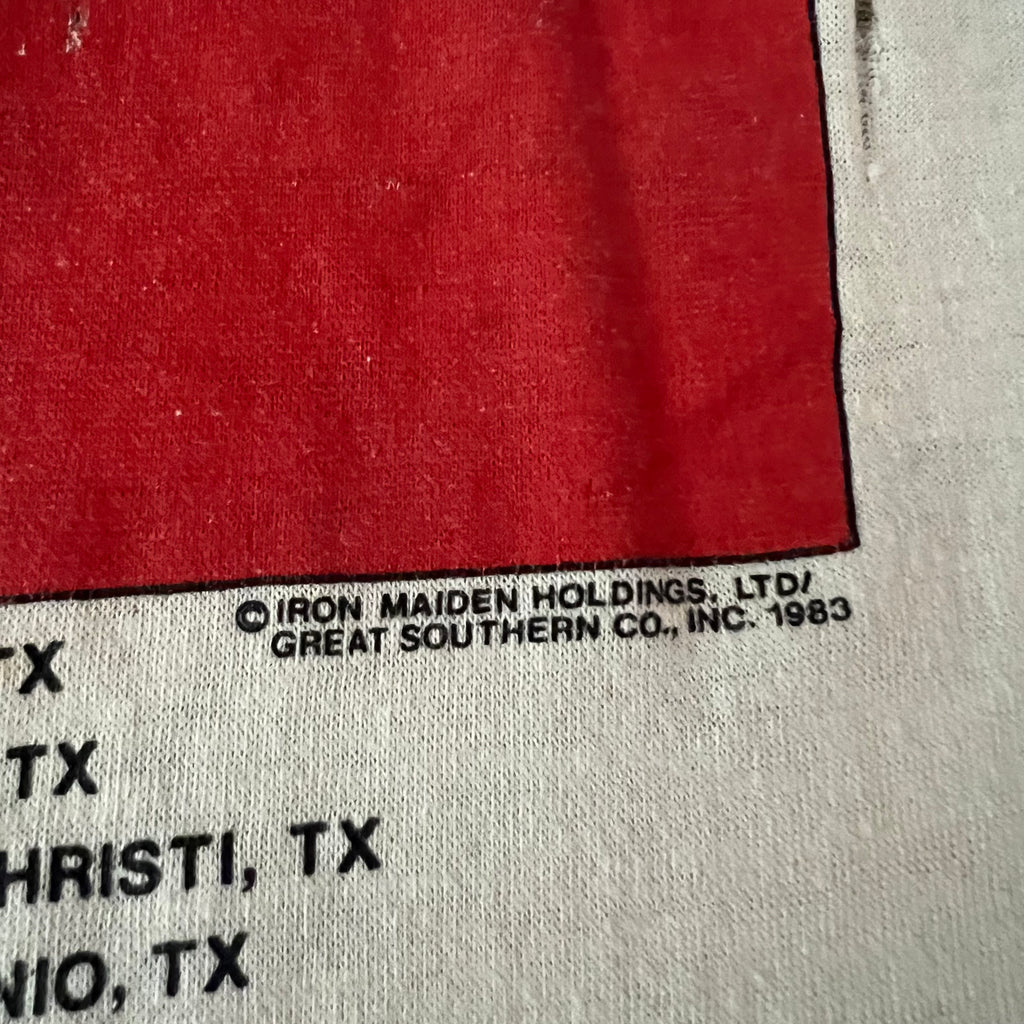 © IRON MAIDEN HOLDINGS, LTD/
GREAT SOUTHERN CO., INC. 1983
TX
TX
HRISTI, TX
NIO, TX